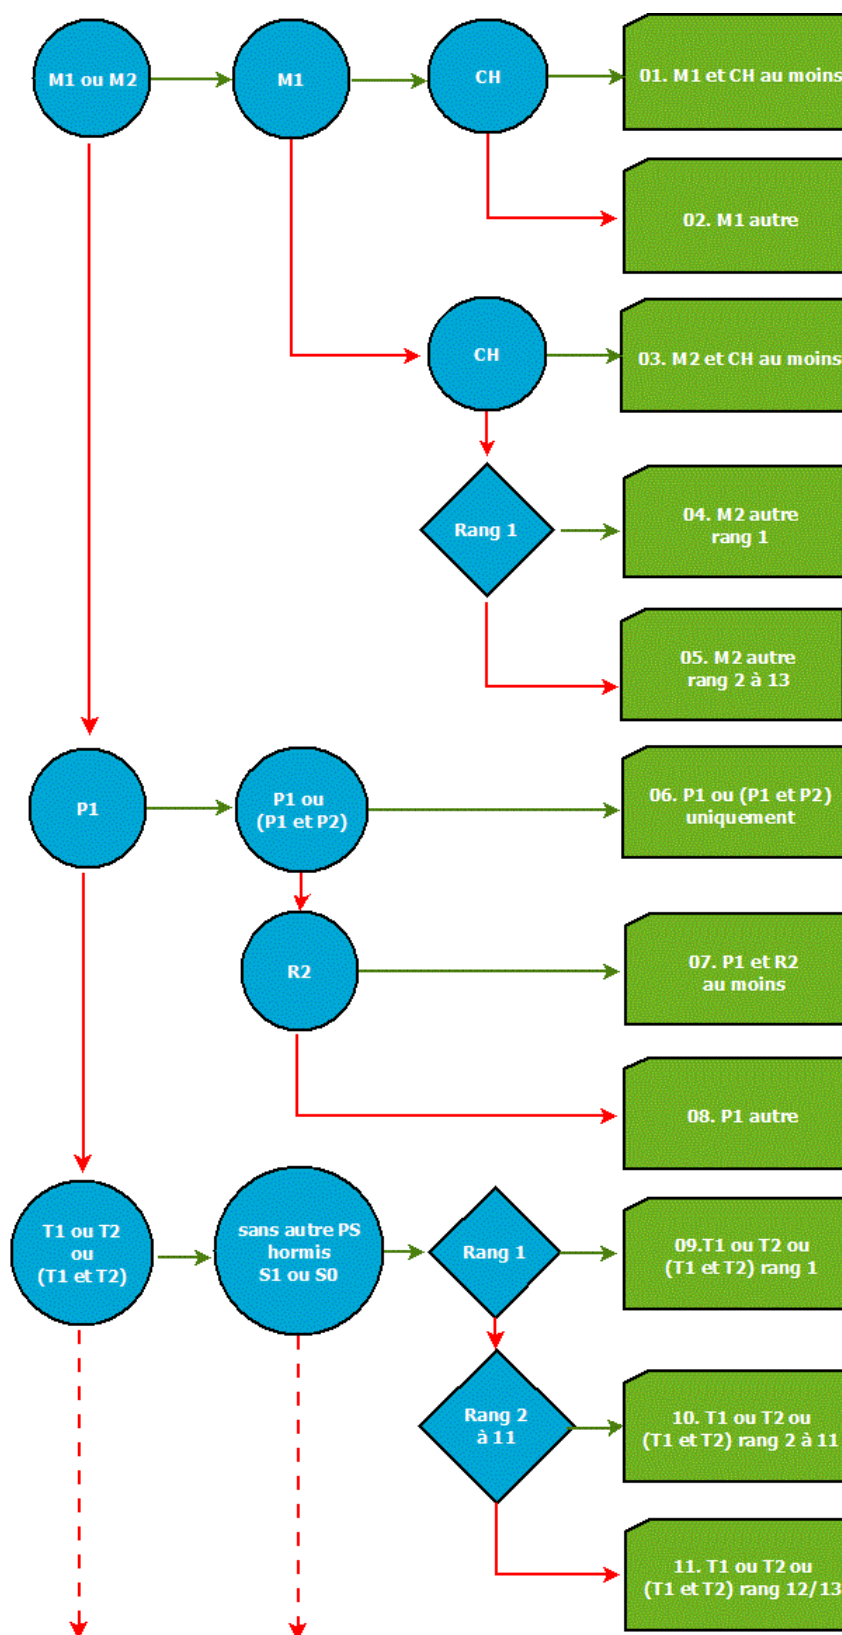 M1 ou M2
M1
CH
01. M1 et CH au moins
02. M1 autre
CH
03. M2 et CH au moins
Rang 1
04. M2 autre
rang 1
05. M2 autre
rang 2 à 13
P1
P1 ou
(P1 et P2)
06. P1 ou (P1 et P2)
uniquement
R2
07. P1 et R2
au moins
08. P1 autre
T1 ou T2
ou
(T1 et T2)
sans autre PS
hormis
S1 ou S0
Rang 1
09.T1 ou T2 ou
(T1 et T2) rang 1
Rang 2
à 11
10. T1 ou T2 ou
(T1 et T2) rang 2 à 11
11. T1 ou T2 ou
(T1 et T2) rang 12/13